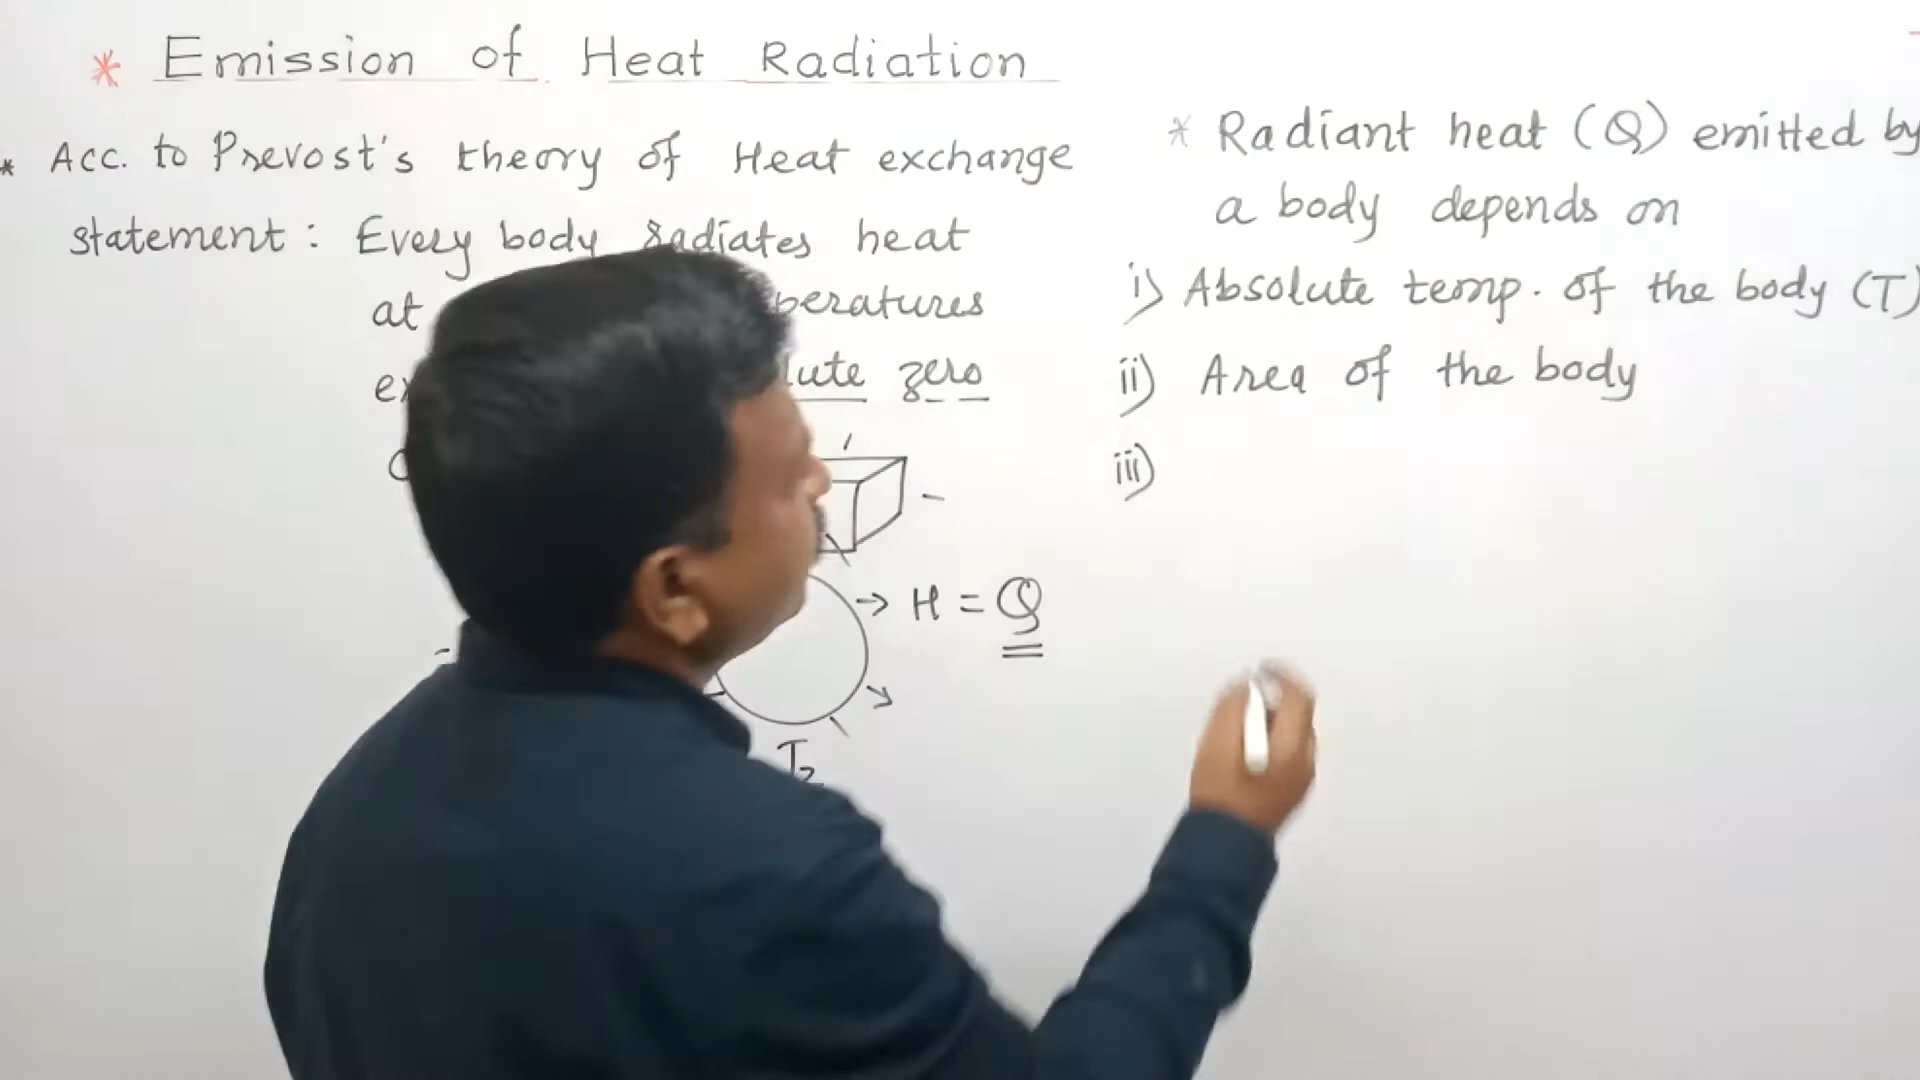 * Emission of Heat Radiation
* Acc. to Prevost's theory of Heat exchange
statement : Every body radiates heat
at
zero
H = Q
T2
* Radiant heat (Q) emitted by
a body depends on
i) Absolute temp. of the body (T)
ii) Area of the body
iii)